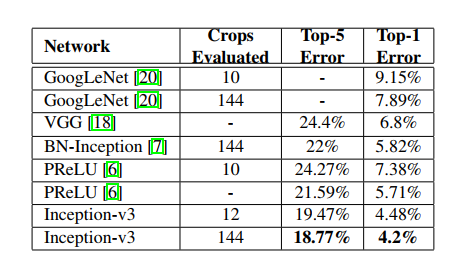 Network Crops Evaluated Top-5 Error Top-1 Error
GoogLeNet [20] 10 - 9.15%
GoogLeNet [20] 144 - 7.89%
VGG [18] - 24.4% 6.8%
BN-Inception [7] 144 22% 5.82%
PReLU [6] 10 24.27% 7.38%
PReLU [6] - 21.59% 5.71%
Inception-v3 12 19.47% 4.48%
Inception-v3 144 18.77% 4.2%